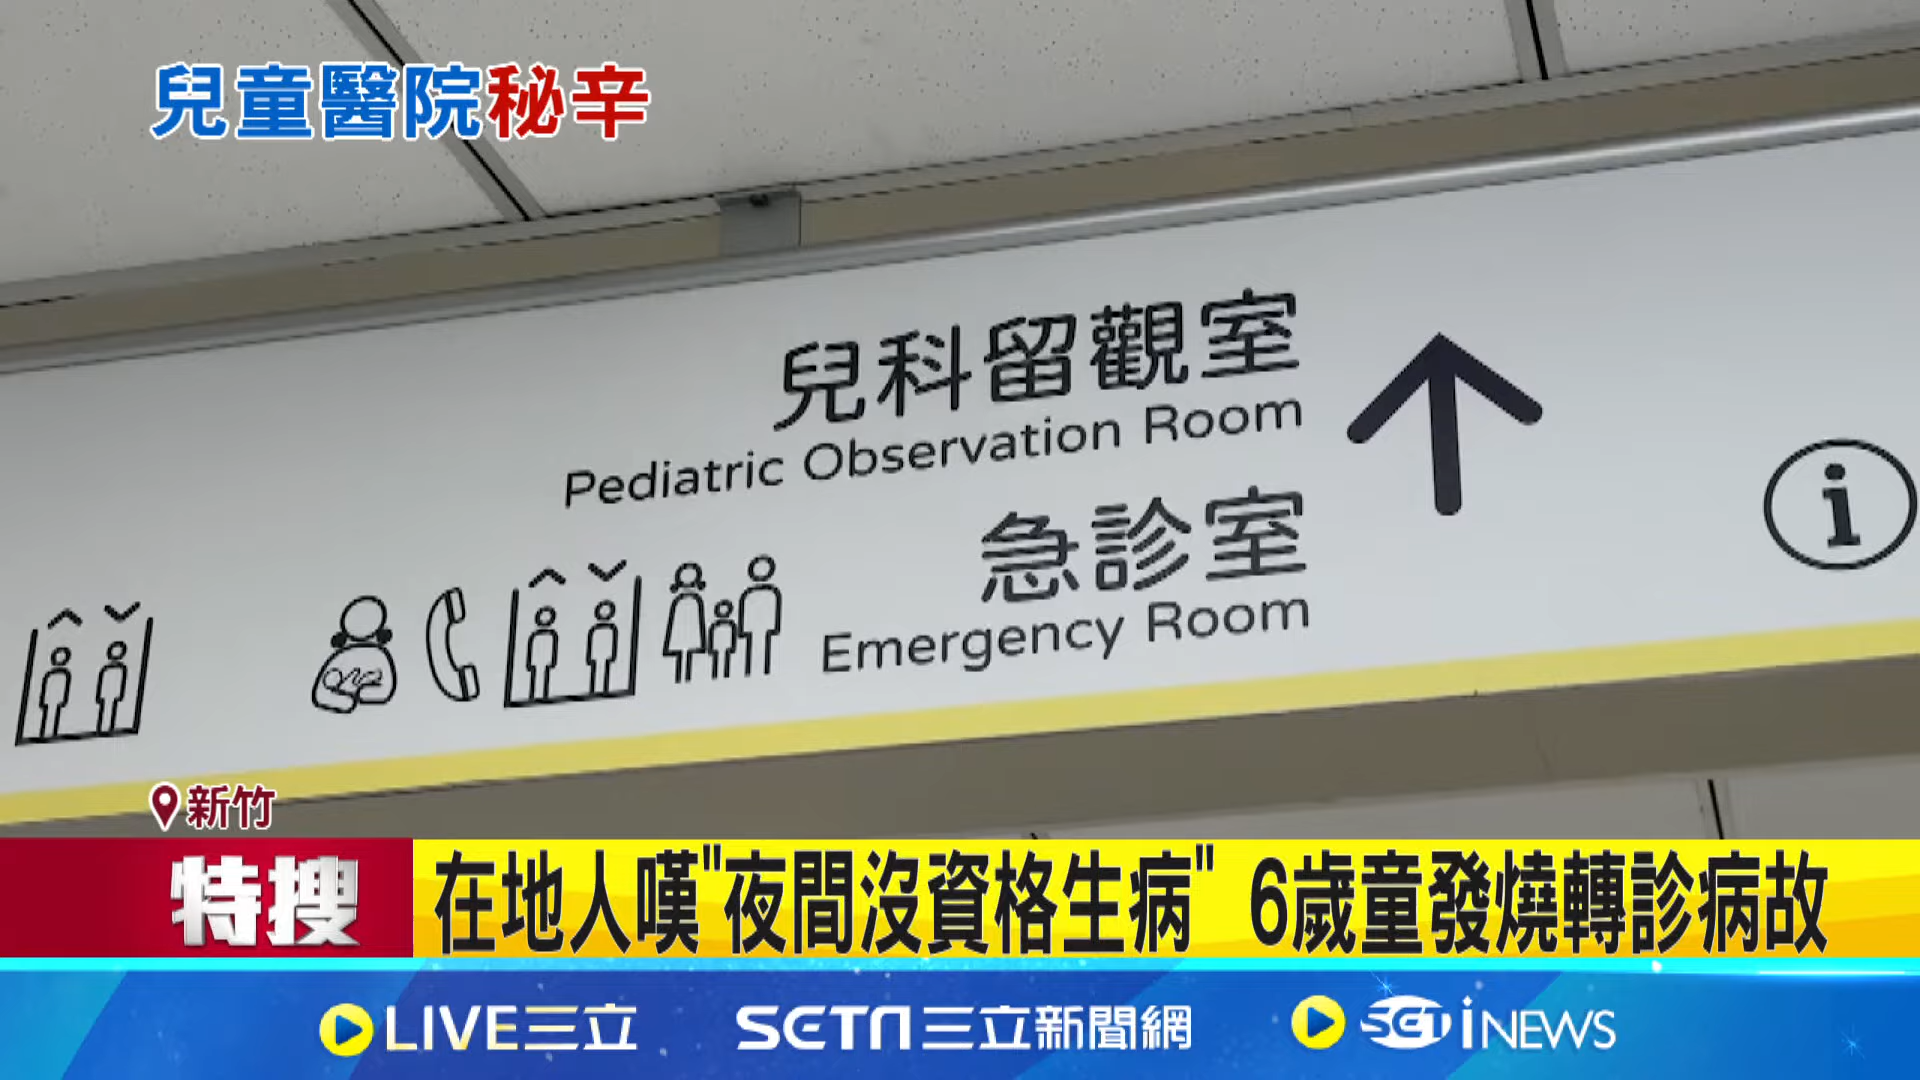 兒童醫院秘辛
兒科留觀室
Pediatric Observation Room
急診室
Emergency Room
i
新竹
特搜
在地人嘆"夜間沒資格生病" 6歲童發燒轉診病故
LIVE三立
SETN三立新聞網
SETiNEWS